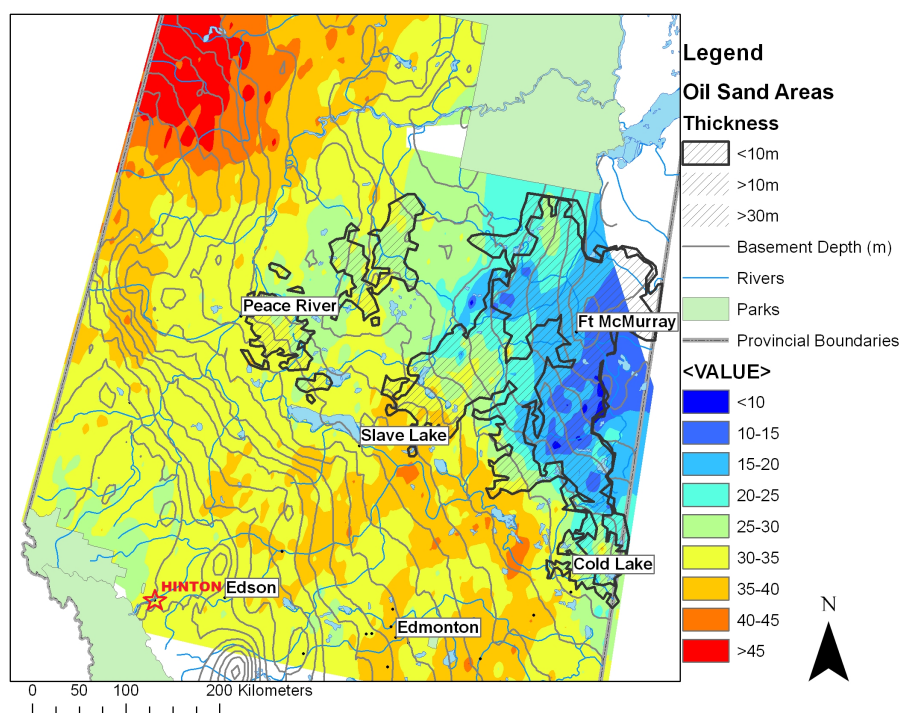 Legend
Oil Sand Areas
Thickness
<10m
>10m
>30m
Basement Depth (m)
Rivers
Parks
Provincial Boundaries
<VALUE>
<10
10-15
15-20
20-25
25-30
30-35
35-40
40-45
>45
Peace River
Ft McMurray
Slave Lake
Cold Lake
HINTON
Edson
Edmonton
N
0 50 100 200 Kilometers